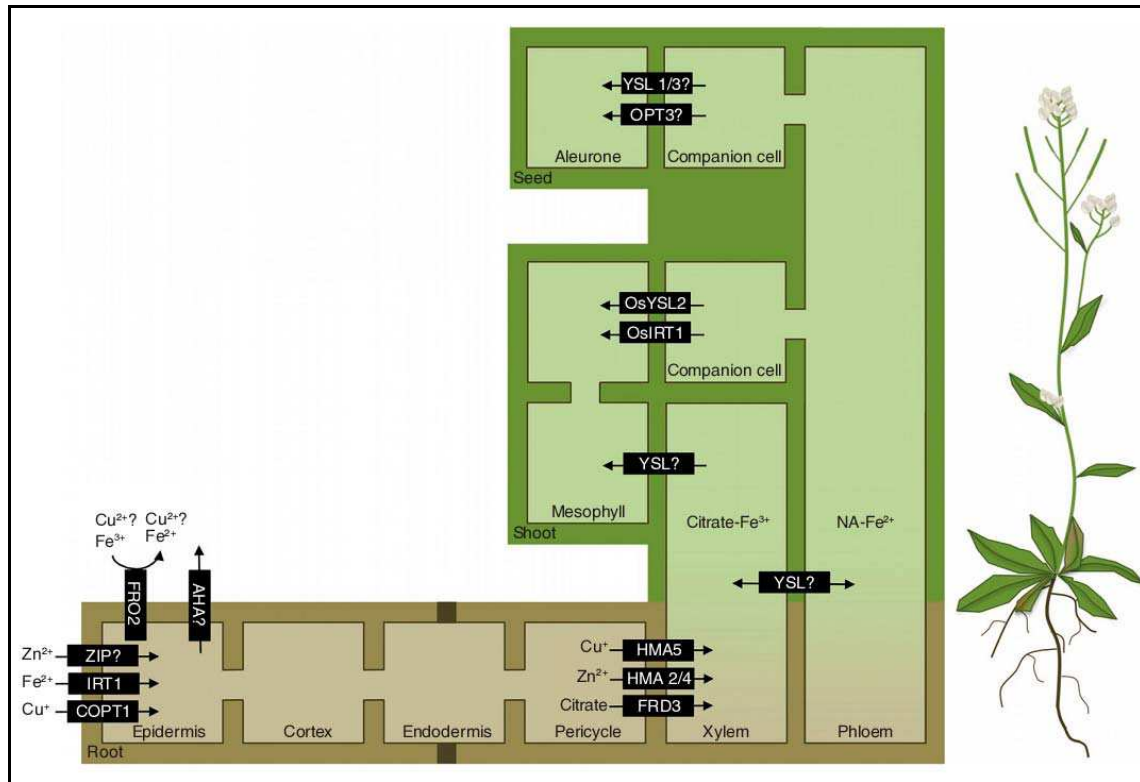 YSL 1/3?
OPT3?
Aleurone
Companion cell
Seed
OsYSL2
OsIRT1
Companion cell
YSL?
Mesophyll
Citrate-Fe³⁺
NA-Fe²⁺
Shoot
Cu²⁺?
Cu²⁺?
Fe³⁺
Fe²⁺
YSL?
FRO2
AHA?
Zn²⁺
ZIP?
Fe²⁺
IRT1
Cu⁺
COPT1
Cu⁺
HMA5
Zn²⁺
HMA 2/4
Citrate
FRD3
Epidermis
Cortex
Endodermis
Pericycle
Xylem
Phloem
Root